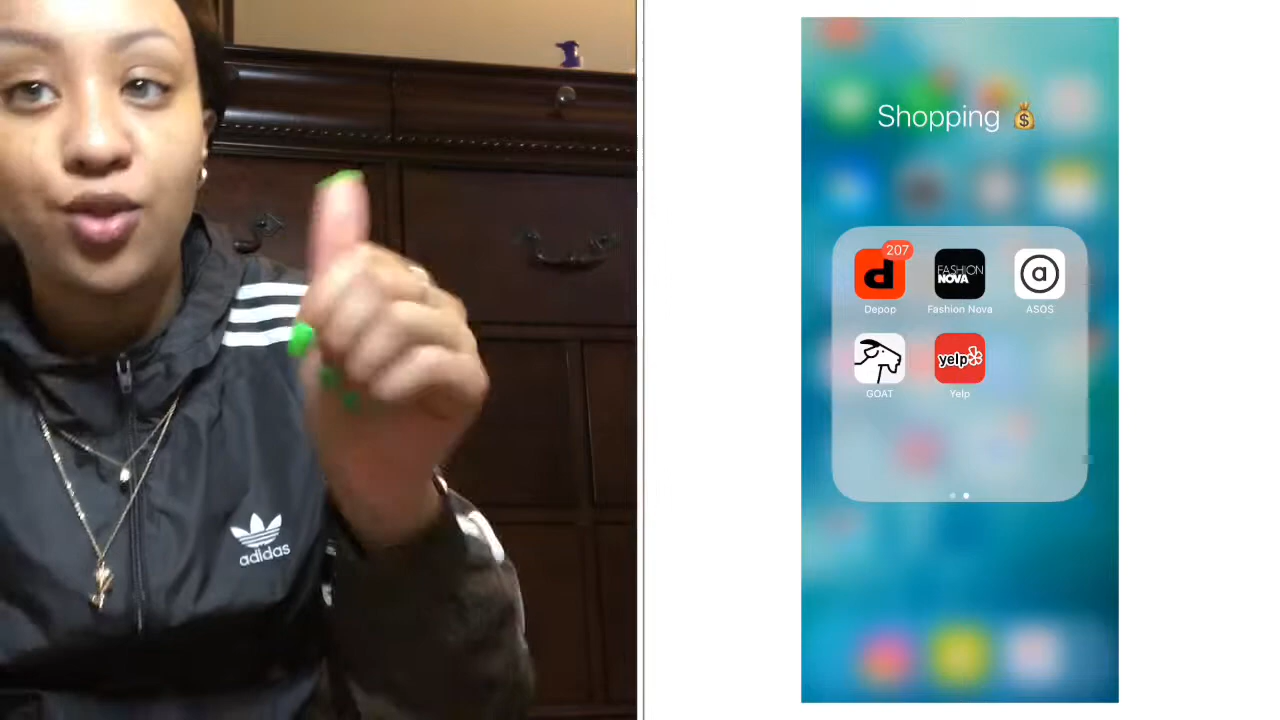 adidas
Shopping 💰
207
d
FASHION
NOVA
a
Depop
Fashion Nova
ASOS
yelp
GOAT
Yelp